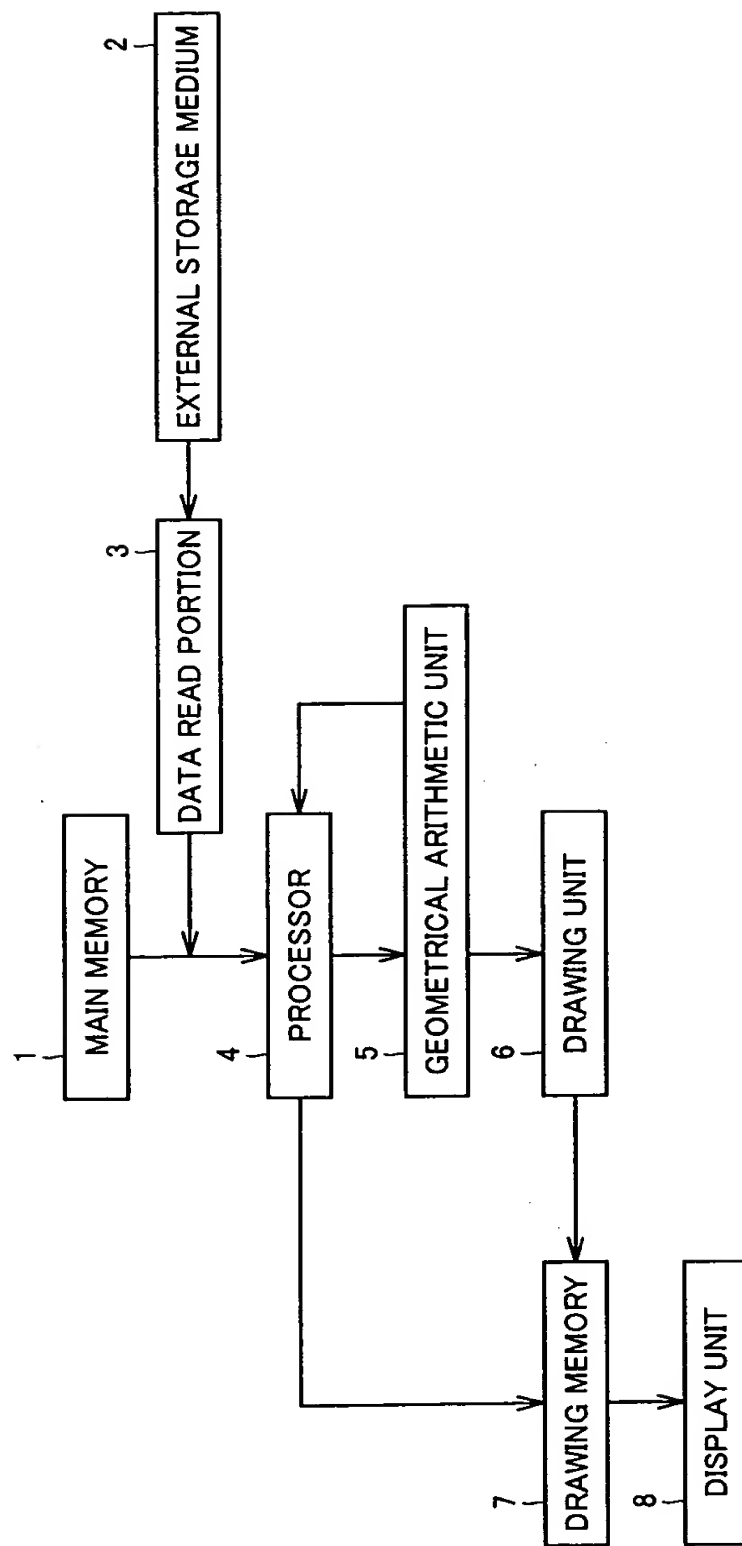 1
MAIN MEMORY
2
EXTERNAL STORAGE MEDIUM
3
DATA READ PORTION
4
PROCESSOR
5
GEOMETRICAL ARITHMETIC UNIT
6
DRAWING UNIT
7
DRAWING MEMORY
8
DISPLAY UNIT